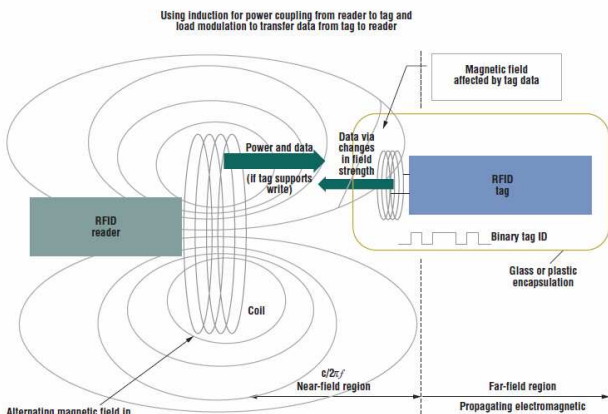 Using induction for power coupling from reader to tag and
load modulation to transfer data from tag to reader
Magnetic field
affected by tag data
Power and data
(if tag supports
write)
Data via
changes
in field
strength
RFID
reader
RFID
tag
Binary tag ID
Glass or plastic
encapsulation
Coil
c/2πf
Near-field region
Far-field region
Alternating magnetic field in
Propagating electromagnetic